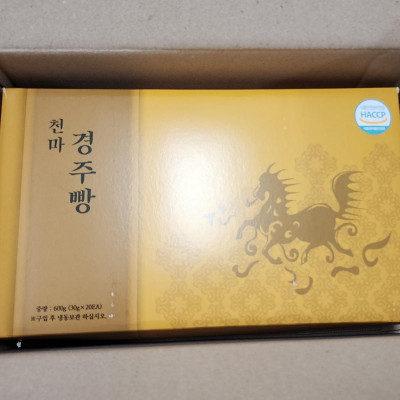 천마
경주빵
HACCP
중량 : 600g (30g×20EA)
※구입 후 냉동보관 하십시오.